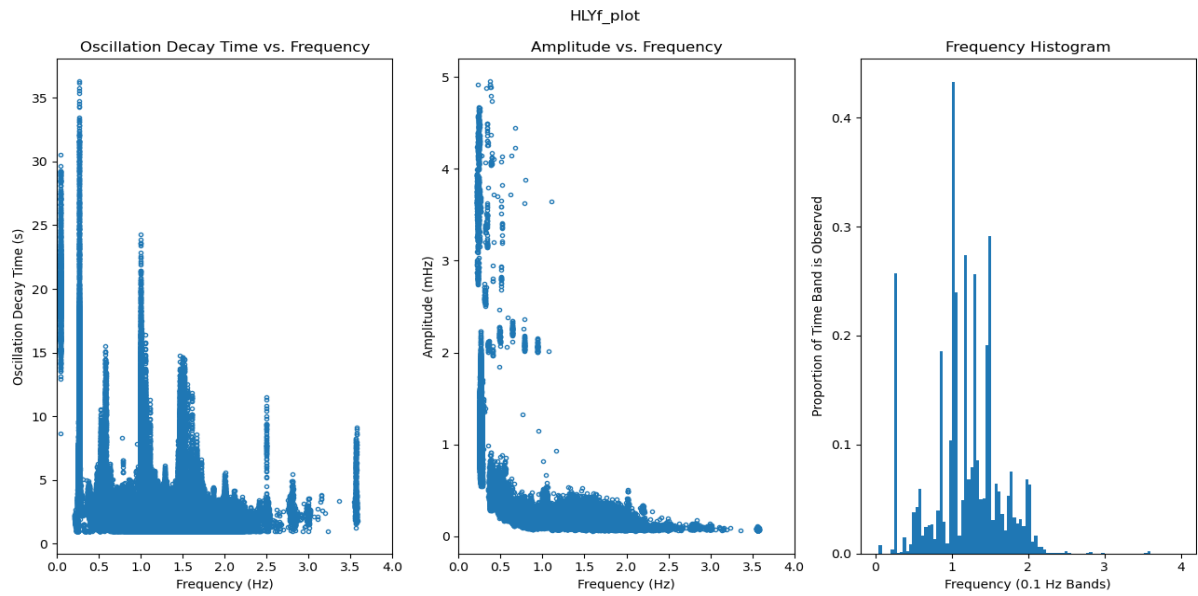 HLYf_plot
Oscillation Decay Time vs. Frequency
Oscillation Decay Time (s)
35
30
25
20
15
10
5
0
0.0 0.5 1.0 1.5 2.0 2.5 3.0 3.5 4.0
Frequency (Hz)
Amplitude vs. Frequency
Amplitude (mHz)
5
4
3
2
1
0
0.0 0.5 1.0 1.5 2.0 2.5 3.0 3.5 4.0
Frequency (Hz)
Frequency Histogram
Proportion of Time Band is Observed
0.4
0.3
0.2
0.1
0.0
0 1 2 3 4
Frequency (0.1 Hz Bands)